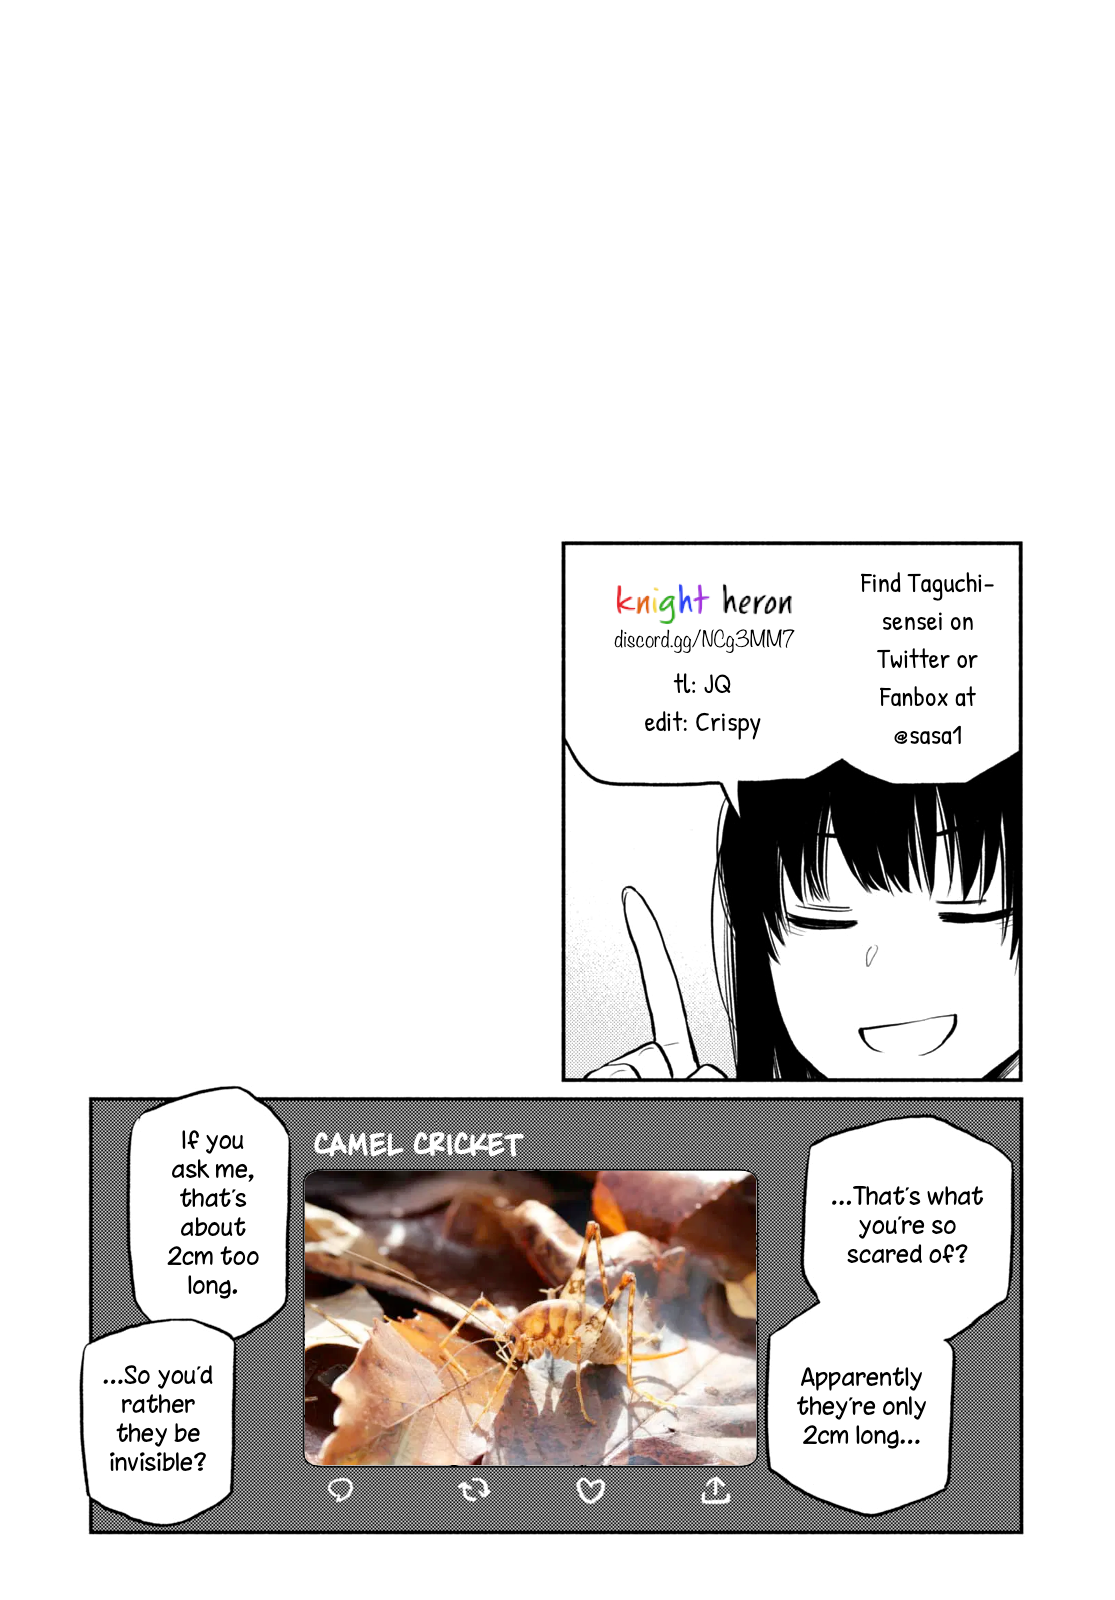 Find Taguchi-
sensei on
Twitter or
Fanbox at
@sasa1
knight heron
discord.gg/NCg3MM7
tl: JQ
edit: Crispy
...That's what
you're so
scared of?
Apparently
they're only
2cm long...
CAMEL CRICKET
If you
ask me,
that's
about
2cm too
long.
...So you'd
rather
they be
invisible?